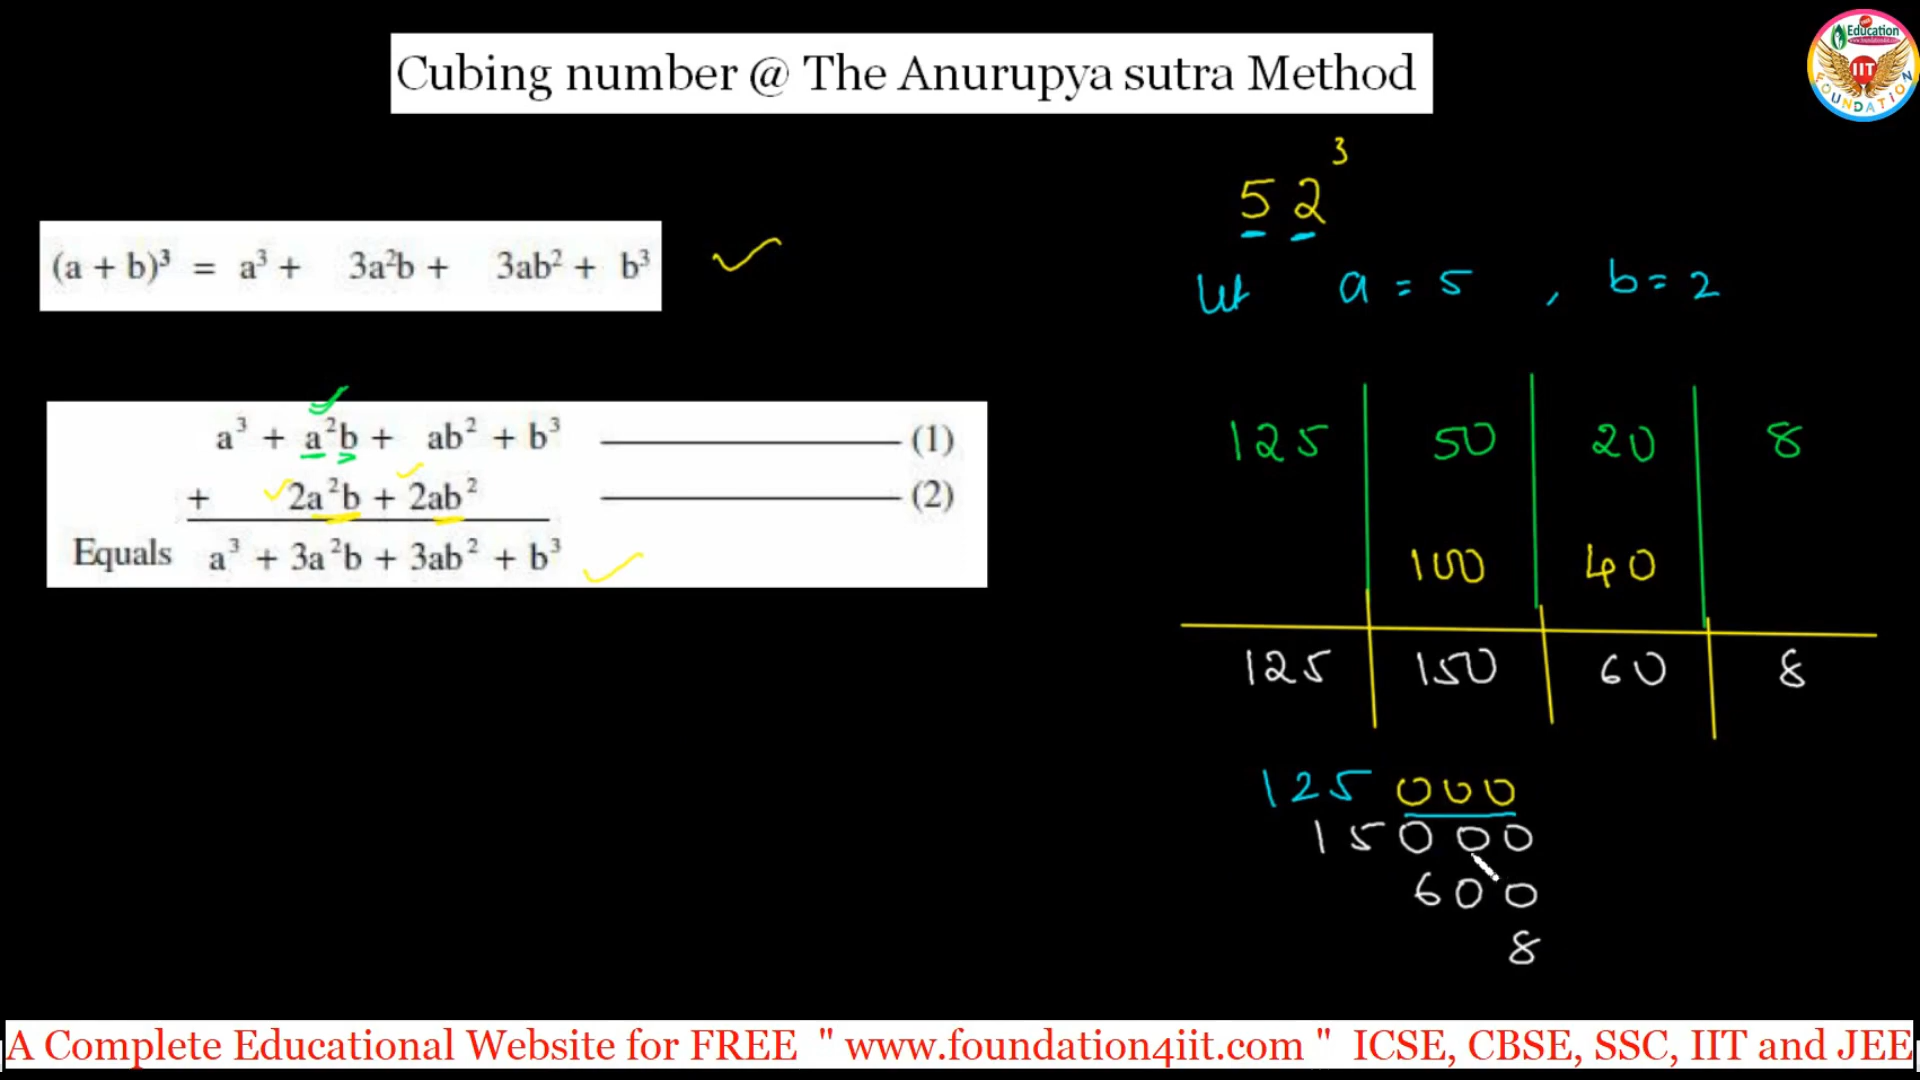 Cubing number @ The Anurupya sutra Method
Education
IIT
FOUNDATION
52³
(a + b)³ = a³ + 3a²b + 3ab² + b³
Let a = 5 , b = 2
a³ + a²b + ab² + b³ (1)
+ 2a²b + 2ab² (2)
Equals a³ + 3a²b + 3ab² + b³
125 50 20 8
100 40
125 150 60 8
125 000
15000
600
8
A Complete Educational Website for FREE " www.foundation4iit.com " ICSE, CBSE, SSC, IIT and JEE